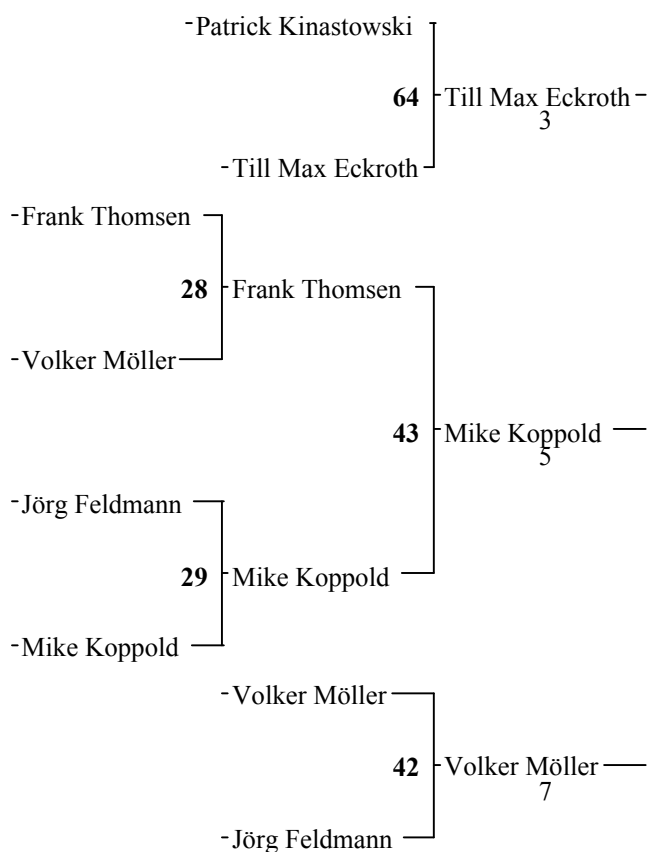 -Patrick Kinastowski
64 -Till Max Eckroth
3
-Till Max Eckroth
-Frank Thomsen
28 -Frank Thomsen
-Volker Möller
43 -Mike Koppold
5
-Jörg Feldmann
29 -Mike Koppold
-Mike Koppold
-Volker Möller
42 -Volker Möller
7
-Jörg Feldmann